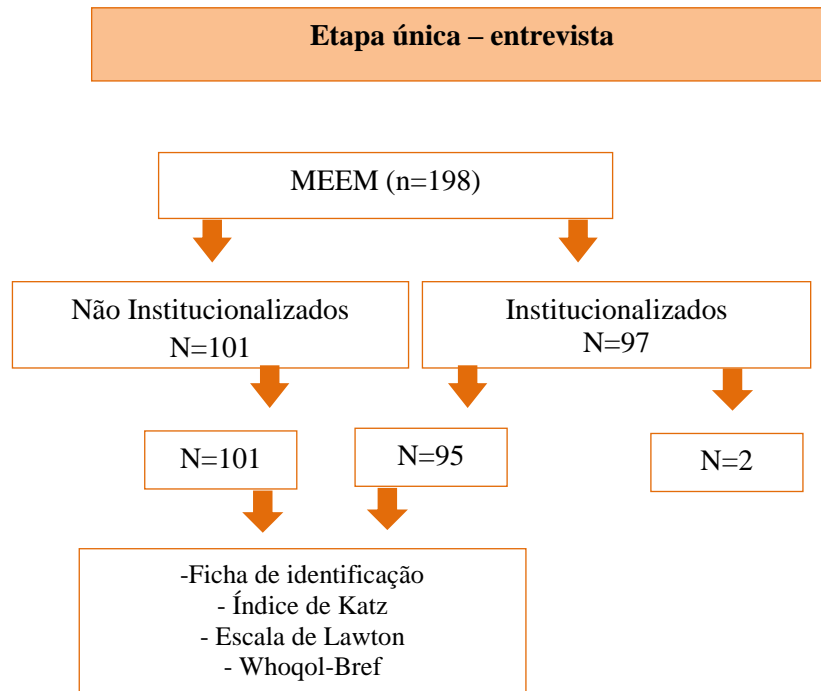 Etapa única – entrevista
MEEM (n=198)
Não Institucionalizados
N=101
Institucionalizados
N=97
N=101
N=95
N=2
-Ficha de identificação
- Índice de Katz
- Escala de Lawton
- Whoqol-Bref